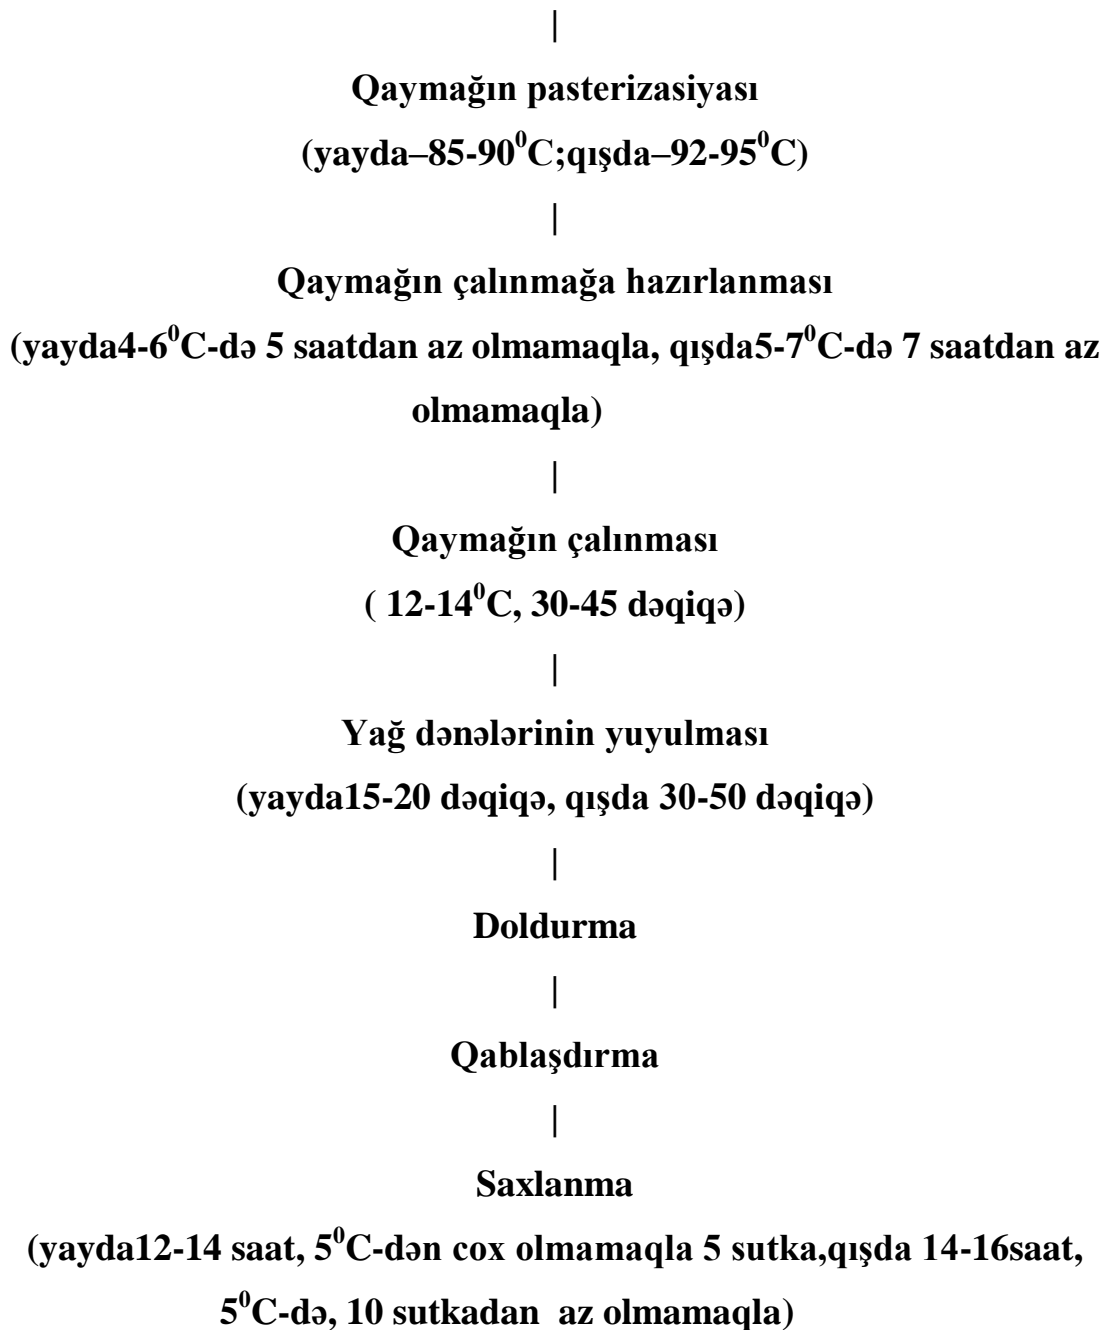 |
Qaymağın pasterizasiyası
(yayda–85-90⁰C;qışda–92-95⁰C)
|
Qaymağın çalınmağa hazırlanması
(yayda4-6⁰C-də 5 saatdan az olmamaqla, qışda5-7⁰C-də 7 saatdan az
olmamaqla)
|
Qaymağın çalınması
( 12-14⁰C, 30-45 dəqiqə)
|
Yağ dənələrinin yuyulması
(yayda15-20 dəqiqə, qışda 30-50 dəqiqə)
|
Doldurma
|
Qablaşdırma
|
Saxlanma
(yayda12-14 saat, 5⁰C-dən cox olmamaqla 5 sutka,qışda 14-16saat,
5⁰C-də, 10 sutkadan az olmamaqla)